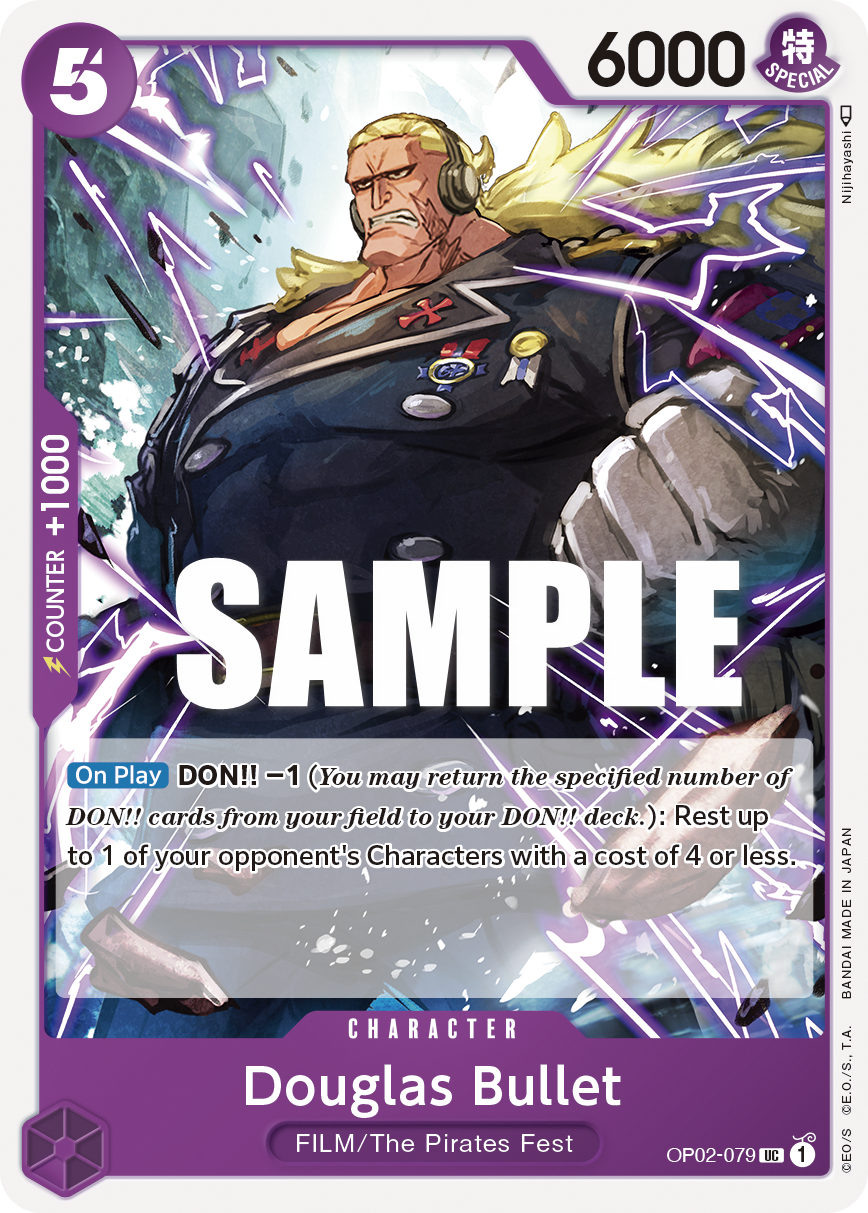 5
6000
特
SPECIAL
Nijihayashi
COUNTER +1000
SAMPLE
On Play DON!! −1 (You may return the specified number of
DON!! cards from your field to your DON!! deck.): Rest up
to 1 of your opponent's Characters with a cost of 4 or less.
CHARACTER
Douglas Bullet
FILM/The Pirates Fest
OP02-079 UC 1
©EO/S ©E.O./S., T.A. BANDAI MADE IN JAPAN